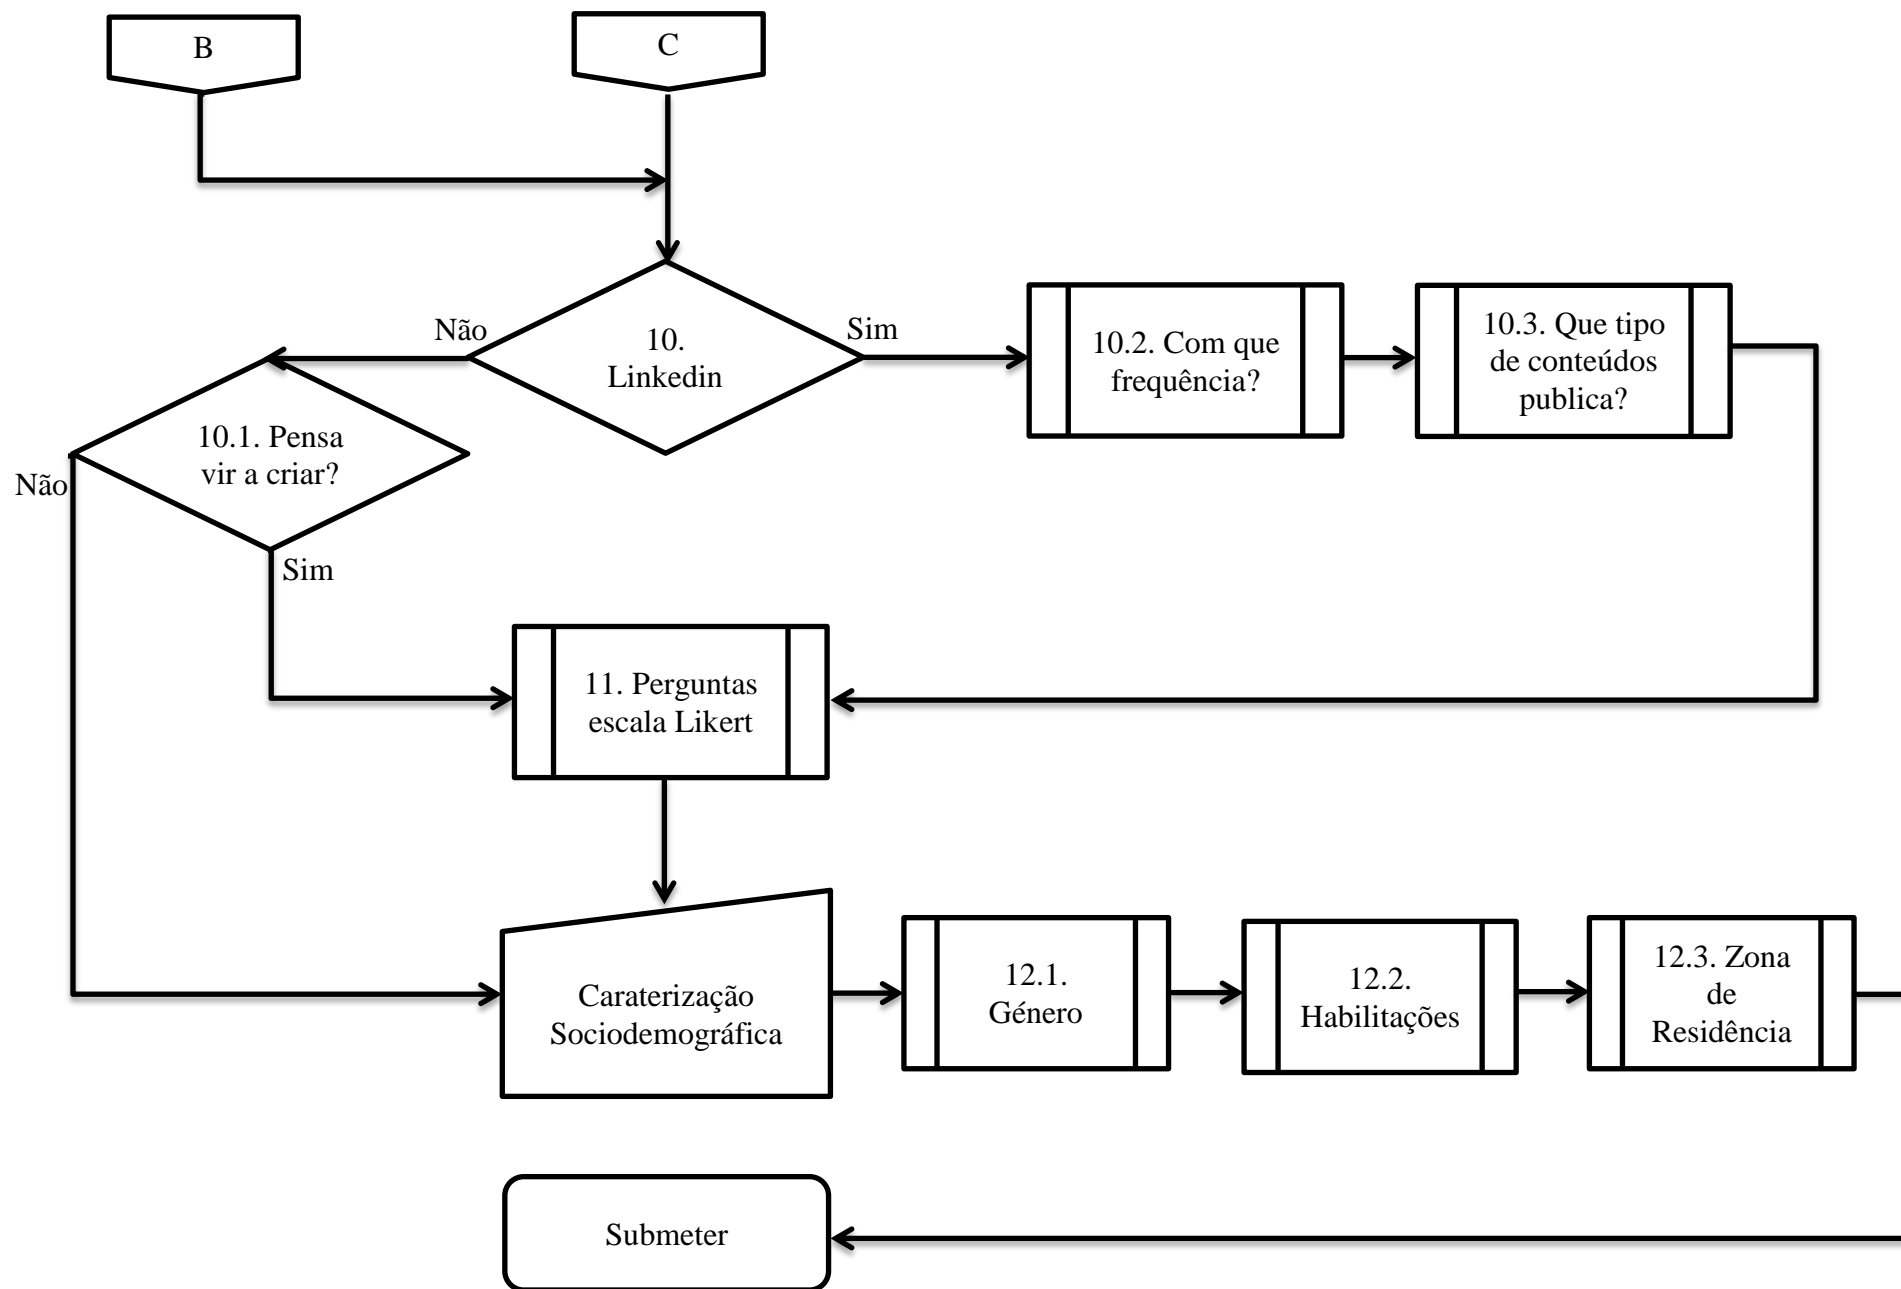 B
C
Não
Sim
10.
Linkedin
10.2. Com que
frequência?
10.3. Que tipo
de conteúdos
publica?
10.1. Pensa
vir a criar?
Não
Sim
11. Perguntas
escala Likert
Caraterização
Sociodemográfica
12.1.
Género
12.2.
Habilitações
12.3. Zona
de
Residência
Submeter